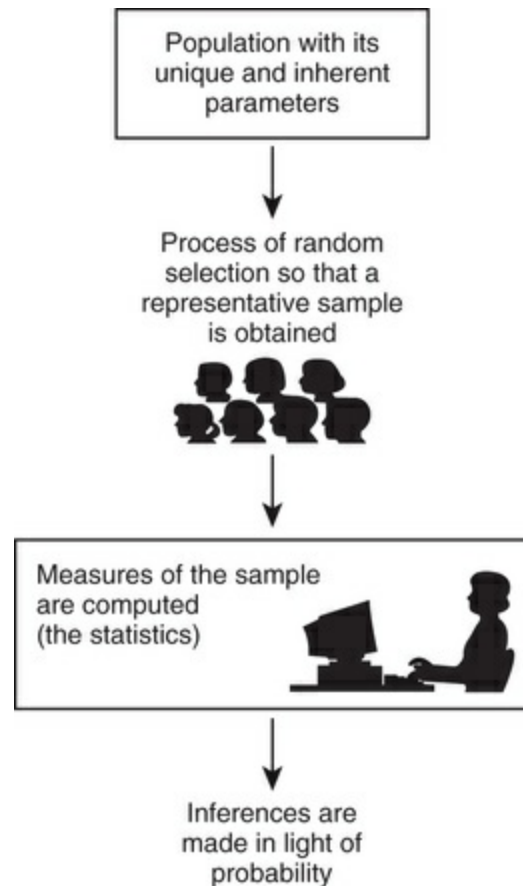 Population with its
unique and inherent
parameters
Process of random
selection so that a
representative sample
is obtained
Measures of the sample
are computed
(the statistics)
Inferences are
made in light of
probability